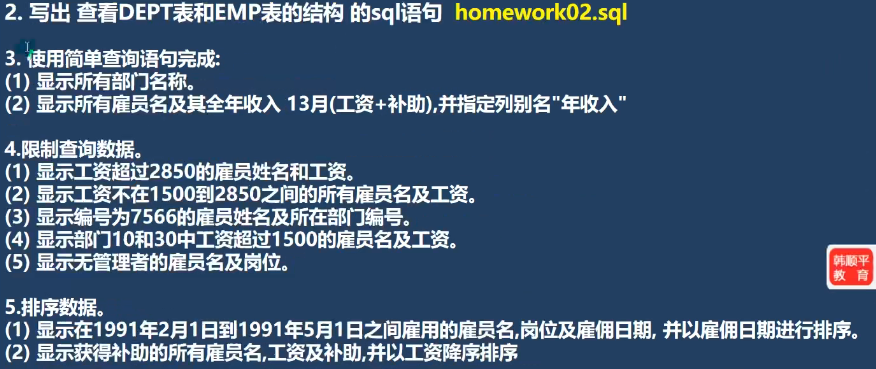 2. 写出 查看DEPT表和EMP表的结构 的sql语句 homework02.sql
3. 使用简单查询语句完成:
(1) 显示所有部门名称。
(2) 显示所有雇员名及其全年收入 13月(工资+补助),并指定列别名"年收入"
4.限制查询数据。
(1) 显示工资超过2850的雇员姓名和工资。
(2) 显示工资不在1500到2850之间的所有雇员名及工资。
(3) 显示编号为7566的雇员姓名及所在部门编号。
(4) 显示部门10和30中工资超过1500的雇员名及工资。
(5) 显示无管理者的雇员名及岗位。
5.排序数据。
(1) 显示在1991年2月1日到1991年5月1日之间雇用的雇员名,岗位及雇佣日期, 并以雇佣日期进行排序。
(2) 显示获得补助的所有雇员名,工资及补助,并以工资降序排序
韩顺平
教 育